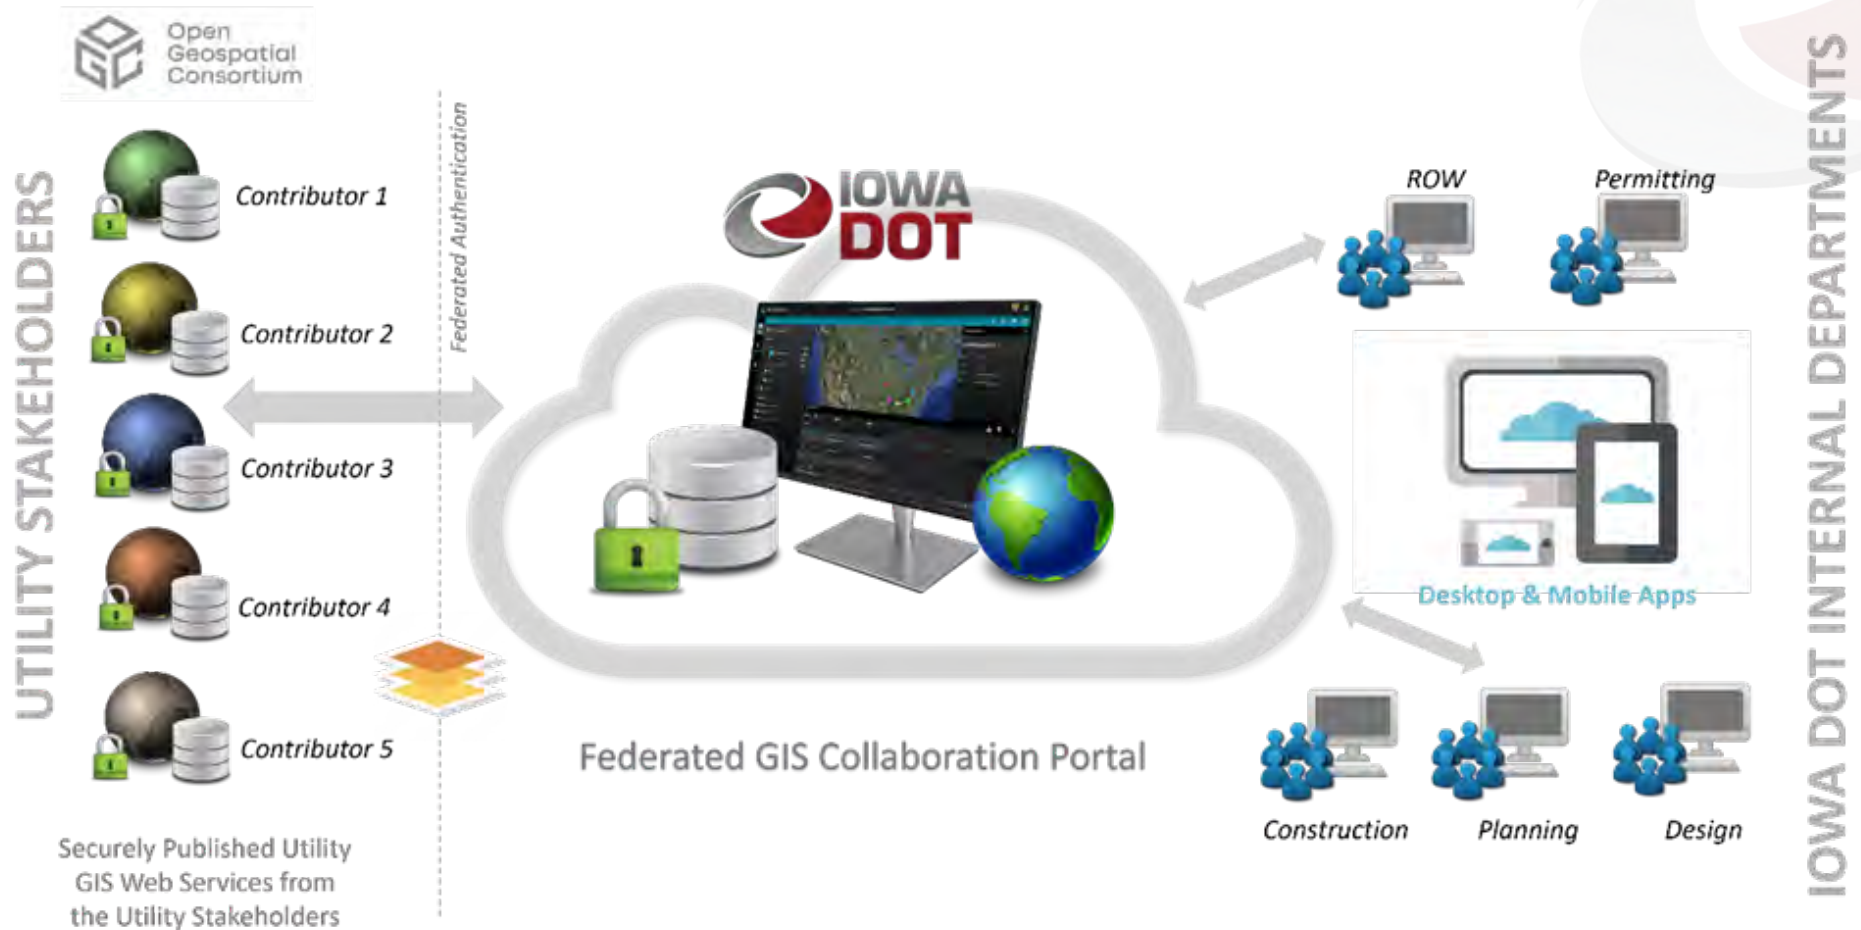 Open
Geospatial
Consortium
UTILITY STAKEHOLDERS
Contributor 1
Contributor 2
Contributor 3
Contributor 4
Contributor 5
Securely Published Utility
GIS Web Services from
the Utility Stakeholders
Federated Authentication
IOWA
DOT
Federated GIS Collaboration Portal
ROW
Permitting
Desktop & Mobile Apps
Construction
Planning
Design
IOWA DOT INTERNAL DEPARTMENTS